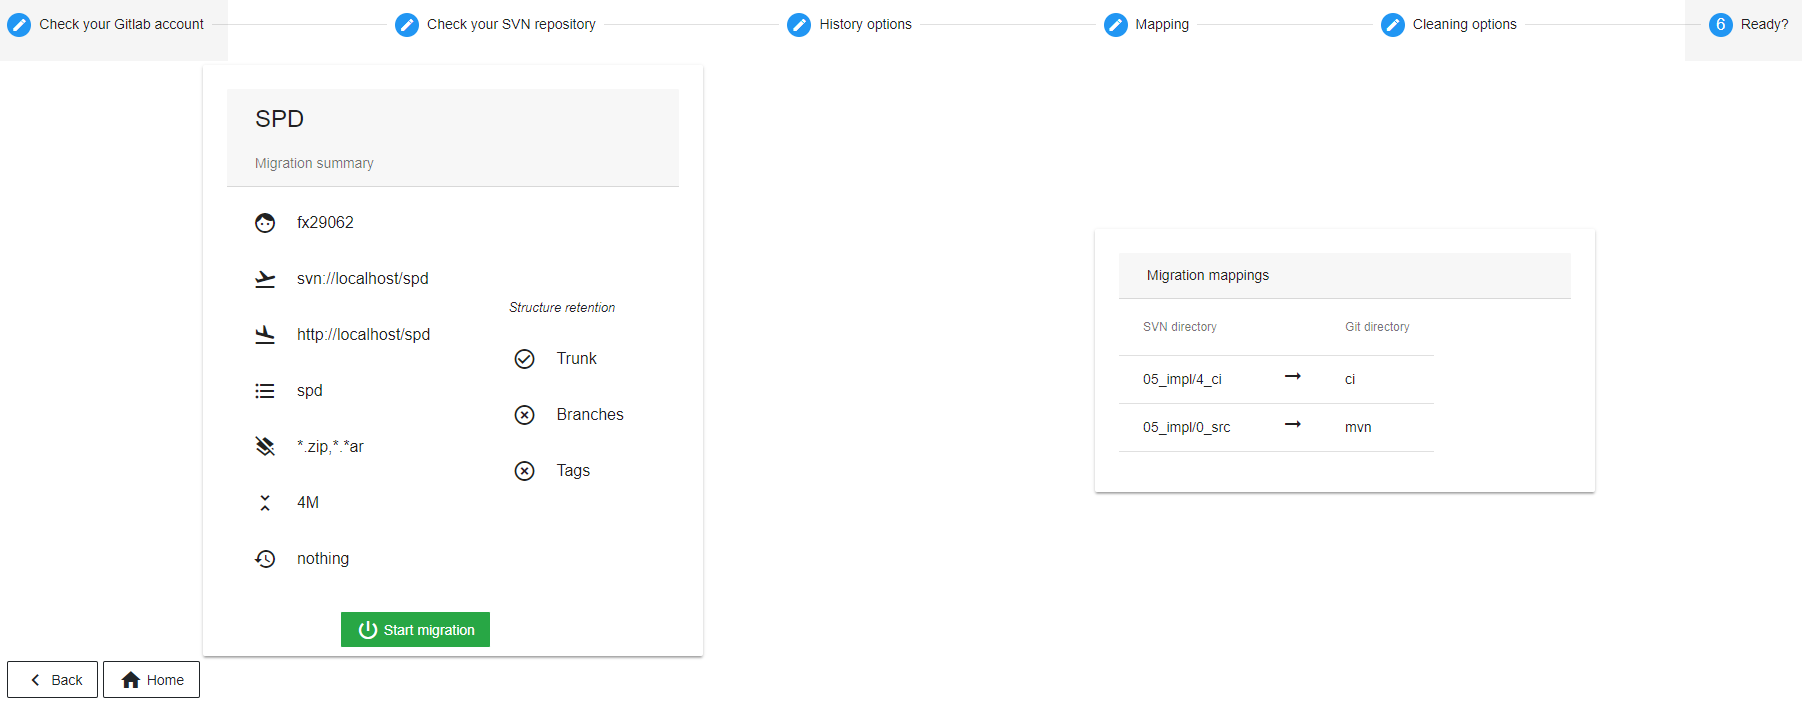 Check your Gitlab account
Check your SVN repository
History options
Mapping
Cleaning options
6 Ready?
SPD
Migration summary
fx29062
svn://localhost/spd
http://localhost/spd
spd
*.zip,*.*ar
4M
nothing
Structure retention
Trunk
Branches
Tags
Start migration
Migration mappings
SVN directory Git directory
05_impl/4_ci → ci
05_impl/0_src → mvn
Back
Home